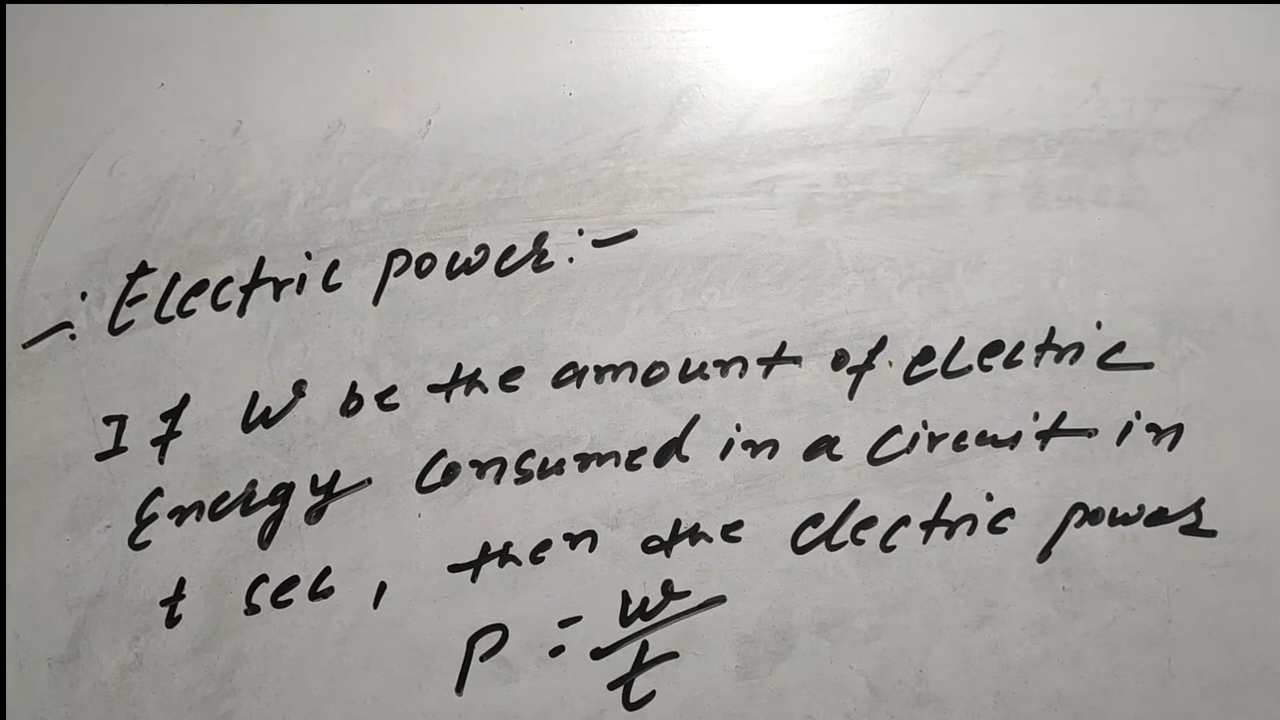 -: Electric power:-
If W be the amount of electric
Energy consumed in a circuit in
t sec, then the electric power
P = W/t